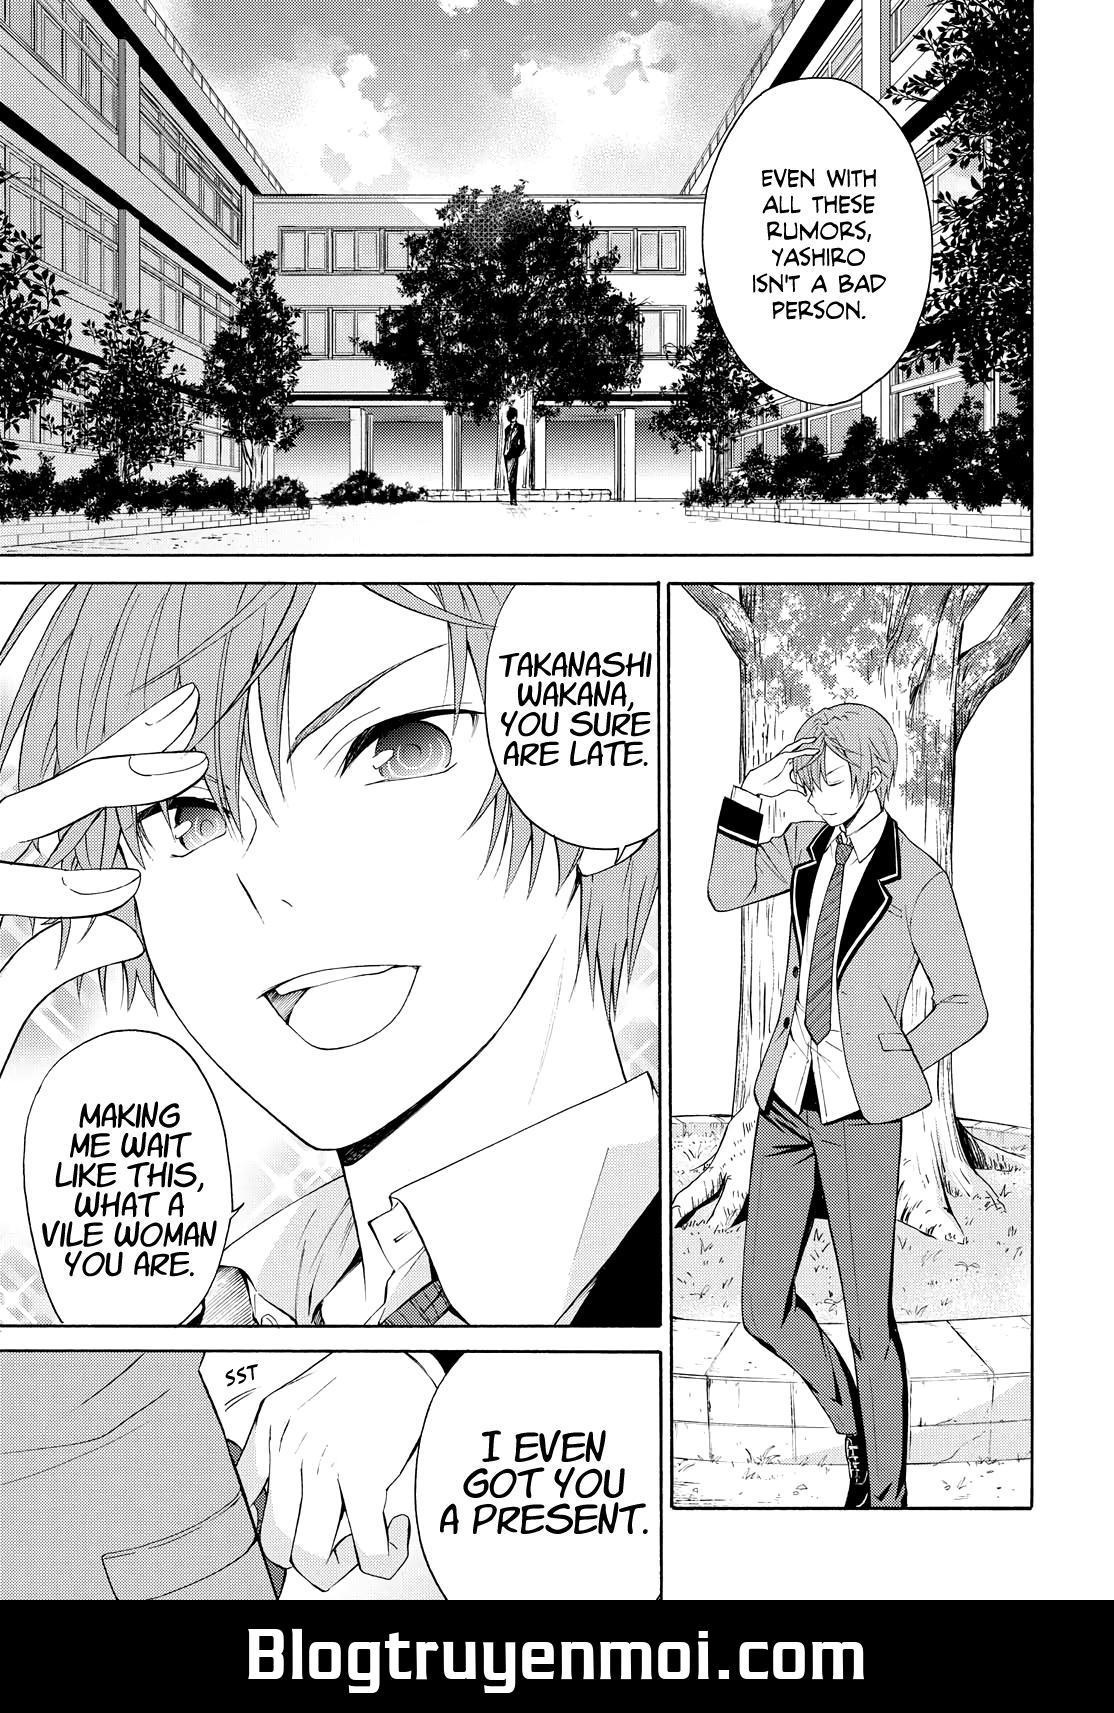 EVEN WITH
ALL THESE
RUMORS,
YASHIRO
ISN'T A BAD
PERSON.
TAKANASHI
WAKANA,
YOU SURE
ARE LATE.
MAKING
ME WAIT
LIKE THIS,
WHAT A
VILE WOMAN
YOU ARE.
I EVEN
GOT YOU
A PRESENT.
SST
Blogtruyenmoi.com